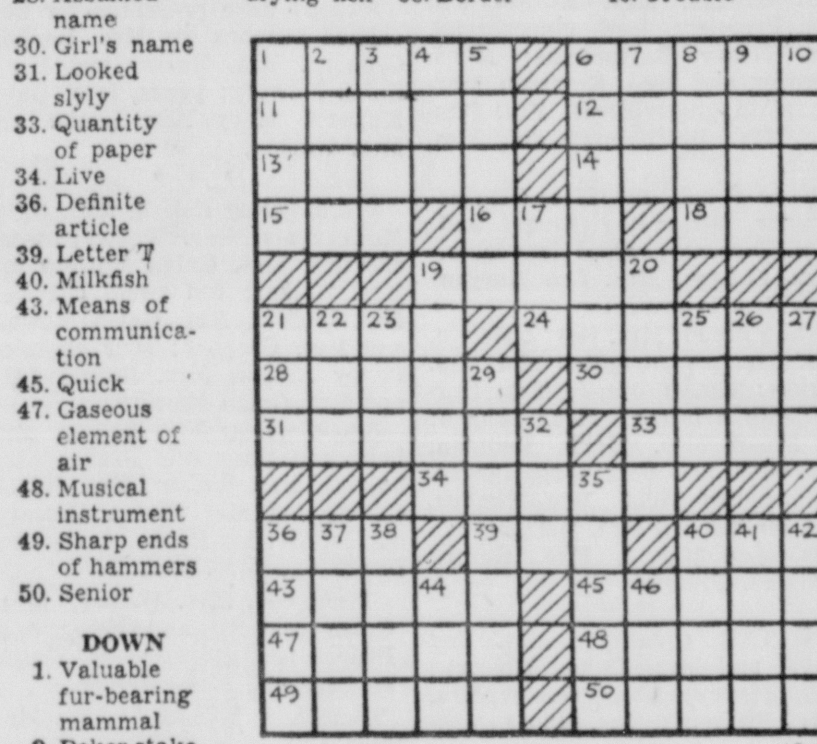 name
30. Girl's name
31. Looked
slyly
33. Quantity
of paper
34. Live
36. Definite
article
39. Letter T
40. Milkfish
43. Means of
communica-
tion
45. Quick
47. Gaseous
element of
air
48. Musical
instrument
49. Sharp ends
of hammers
50. Senior
DOWN
1. Valuable
fur-bearing
mammal
1 2 3 4 5 6 7 8 9 10
11 12
13 14
15 16 17 18
19 20
21 22 23 24 25 26 27
28 29 30
31 32 33
34 35
36 37 38 39 40 41 42
43 44 45 46
47 48
49 50